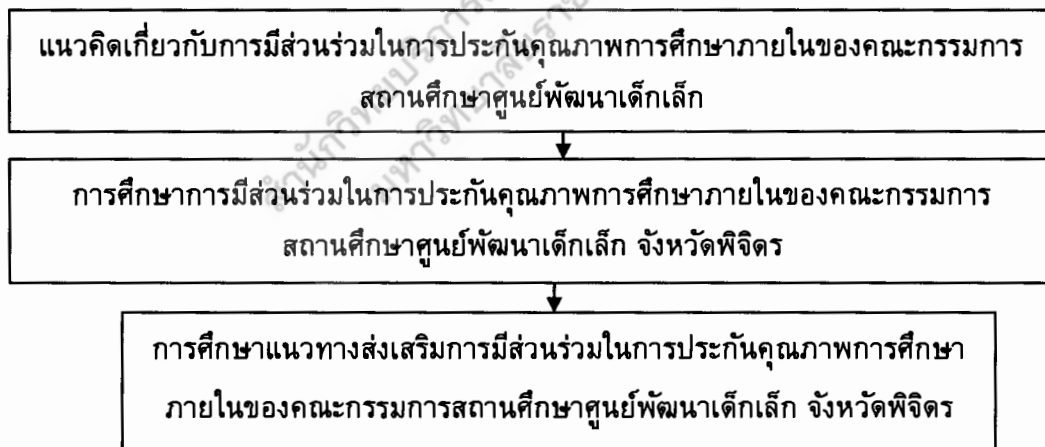 แนวคิดเกี่ยวกับการมีส่วนร่วมในการประกันคุณภาพการศึกษาภายในของคณะกรรมการ
สถานศึกษาศูนย์พัฒนาเด็กเล็ก
การศึกษาการมีส่วนร่วมในการประกันคุณภาพการศึกษาภายในของคณะกรรมการ
สถานศึกษาศูนย์พัฒนาเด็กเล็ก จังหวัดพิจิตร
การศึกษาแนวทางส่งเสริมการมีส่วนร่วมในการประกันคุณภาพการศึกษา
ภายในของคณะกรรมการสถานศึกษาศูนย์พัฒนาเด็กเล็ก จังหวัดพิจิตร